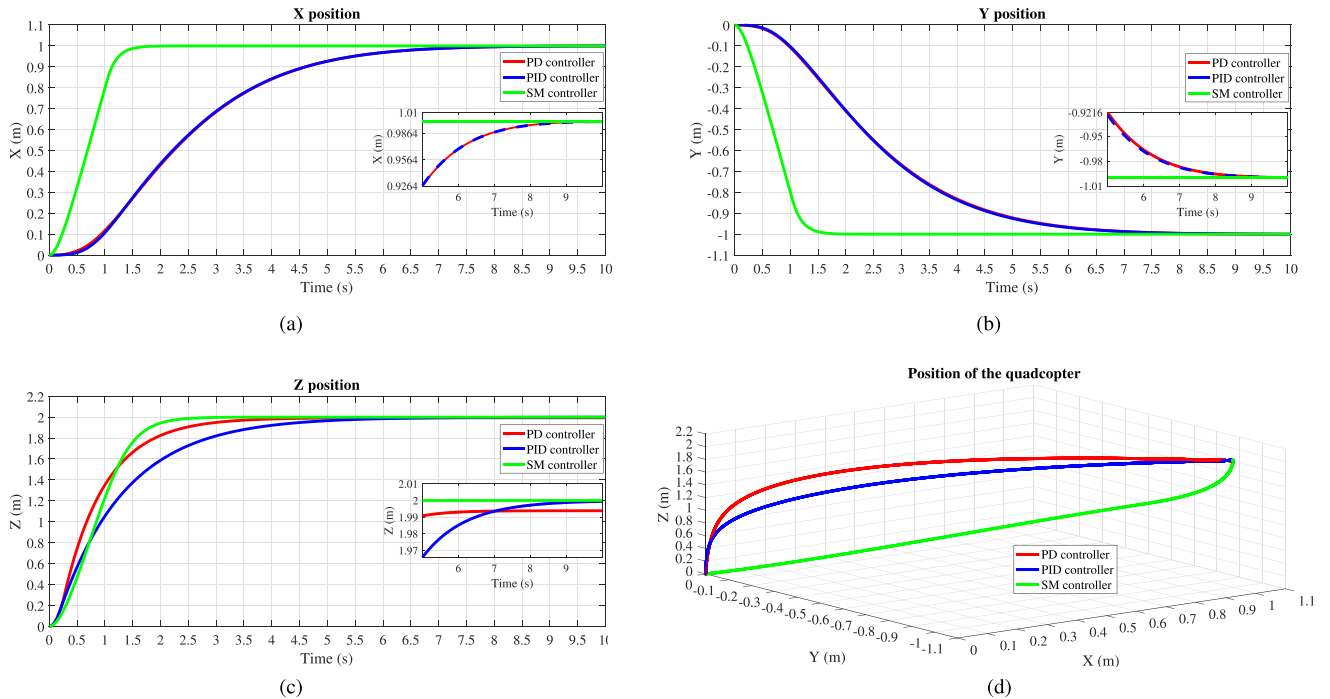 X position
1.1
1
0.9
0.8
0.7
0.6
0.5
0.4
0.3
0.2
0.1
0
X (m)
PD controller
PID controller
SM controller
1.01
0.9864
0.9564
0.9264
X (m)
6 7 8 9
Time (s)
0 0.5 1 1.5 2 2.5 3 3.5 4 4.5 5 5.5 6 6.5 7 7.5 8 8.5 9 9.5 10
Time (s)
(a)
Y position
0
-0.1
-0.2
-0.3
-0.4
-0.5
-0.6
-0.7
-0.8
-0.9
-1
-1.1
Y (m)
PD controller
PID controller
SM controller
-0.9216
-0.95
-0.98
-1.01
Y (m)
6 7 8 9
Time (s)
0 0.5 1 1.5 2 2.5 3 3.5 4 4.5 5 5.5 6 6.5 7 7.5 8 8.5 9 9.5 10
Time (s)
(b)
Z position
2.2
2
1.8
1.6
1.4
1.2
1
0.8
0.6
0.4
0.2
0
Z (m)
PD controller
PID controller
SM controller
2.01
2
1.99
1.98
1.97
Z (m)
6 7 8 9
Time (s)
0 0.5 1 1.5 2 2.5 3 3.5 4 4.5 5 5.5 6 6.5 7 7.5 8 8.5 9 9.5 10
Time (s)
(c)
Position of the quadcopter
2.2
2
1.8
1.6
1.4
1.2
1
0.8
0.6
0.4
0.2
0
Z (m)
PD controller
PID controller
SM controller
0 -0.1 -0.2 -0.3 -0.4 -0.5 -0.6 -0.7 -0.8 -0.9 -1 -1.1
Y (m)
0 0.1 0.2 0.3 0.4 0.5 0.6 0.7 0.8 0.9 1 1.1
X (m)
(d)